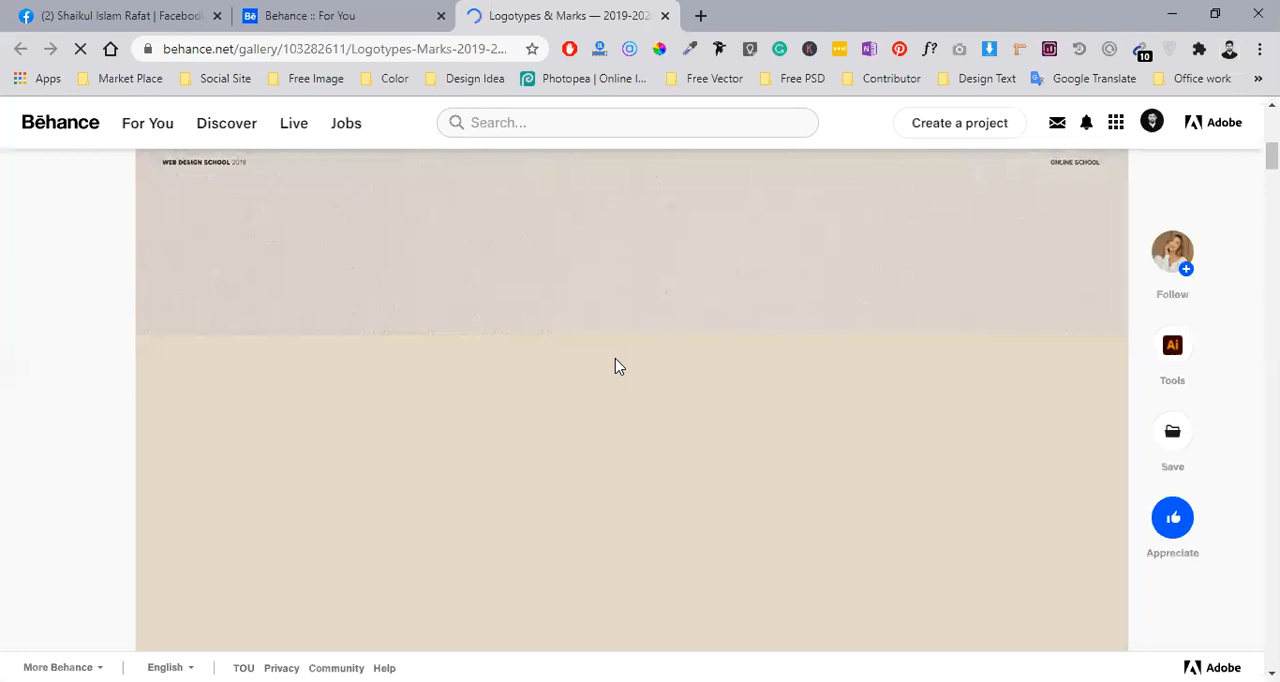 (2) Shaikul Islam Rafat | Facebook
Behance :: For You
Logotypes & Marks — 2019-202
behance.net/gallery/103282611/Logotypes-Marks-2019-2...
10
Apps
Market Place
Social Site
Free Image
Color
Design Idea
Photopea | Online I...
Free Vector
Free PSD
Contributor
Design Text
Google Translate
Office work
»
Bēhance
For You
Discover
Live
Jobs
Search...
Create a project
Adobe
WEB DESIGN SCHOOL 2019
ONLINE SCHOOL
Follow
Ai
Tools
Save
Appreciate
More Behance
English
TOU
Privacy
Community
Help
Adobe